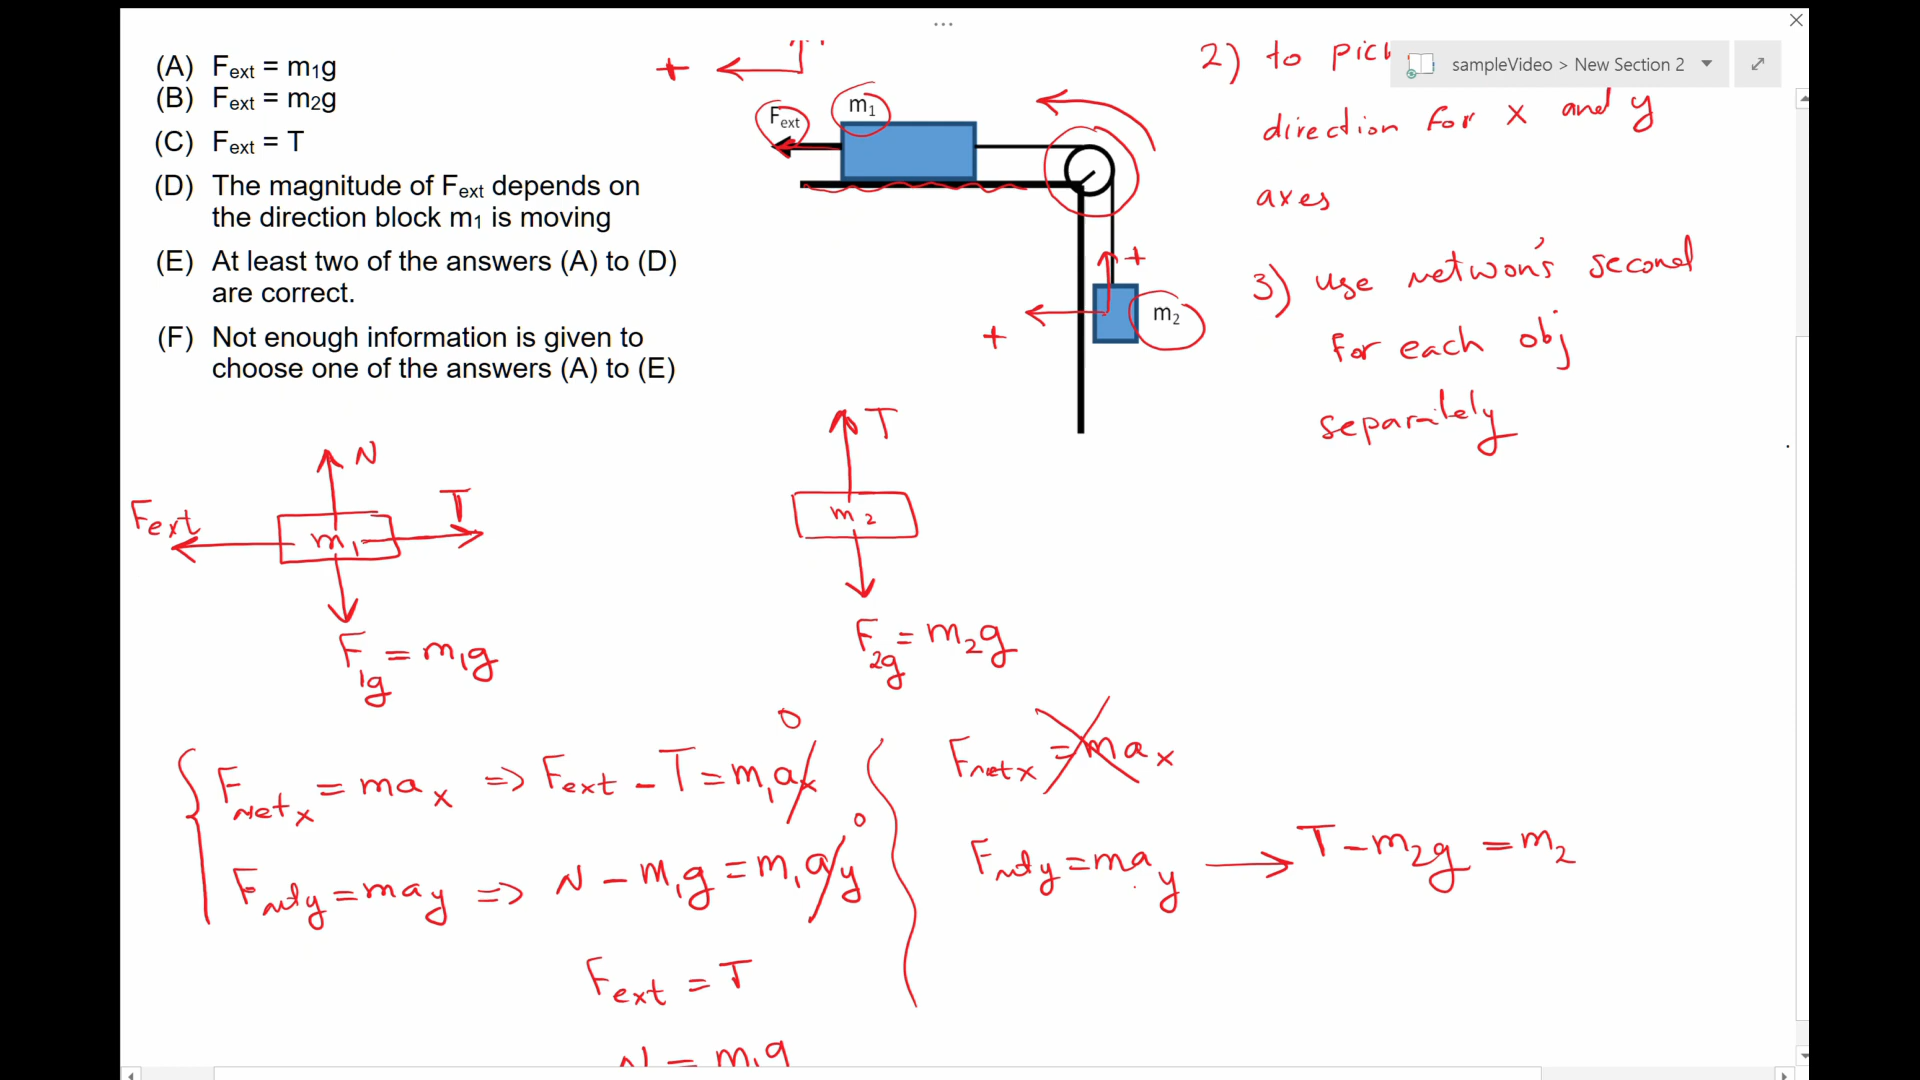 (A) Fext = m1g
(B) Fext = m2g
(C) Fext = T
(D) The magnitude of Fext depends on
the direction block m1 is moving
(E) At least two of the answers (A) to (D)
are correct.
(F) Not enough information is given to
choose one of the answers (A) to (E)
+
Fext
m1
+
+
m2
2) to pick
sampleVideo > New Section 2
direction for x and y
axes
3) use netwon's second
for each obj
separately
N
Fext
T
m1
F1g = m1g
T
m2
F2g = m2g
0
Fnetx = max => Fext - T = m1ax
0
Fnety = may => N - m1g = m1ay
Fext = T
N = m1g
Fnetx = max
Fnety = may → T - m2g = m2